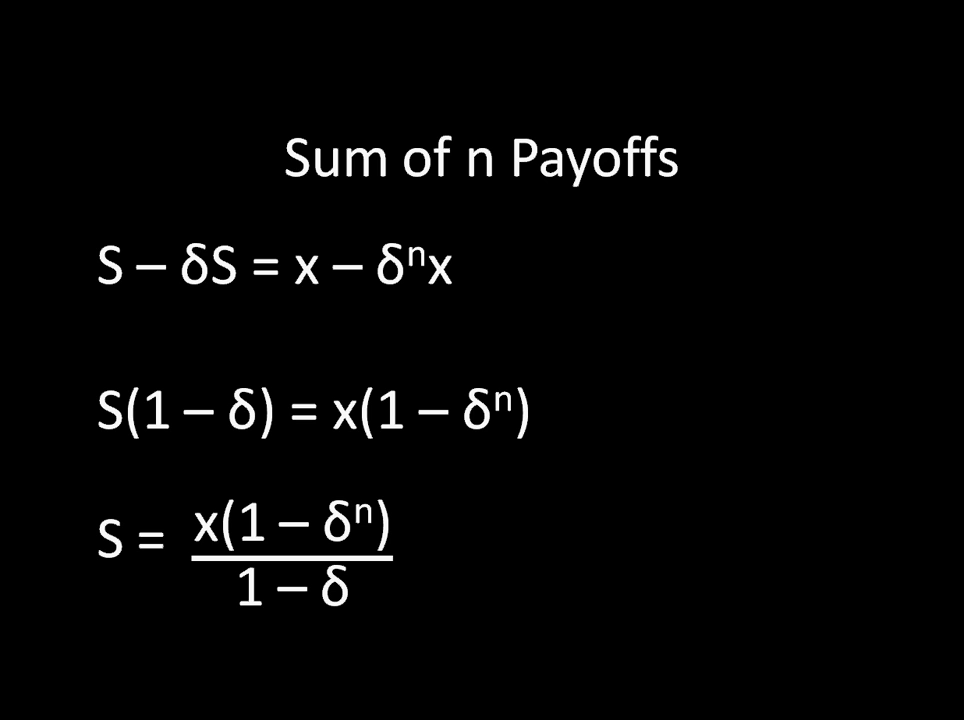 Sum of n Payoffs
S – δS = x – δⁿx
S(1 – δ) = x(1 – δⁿ)
S = x(1 – δⁿ)
1 – δ